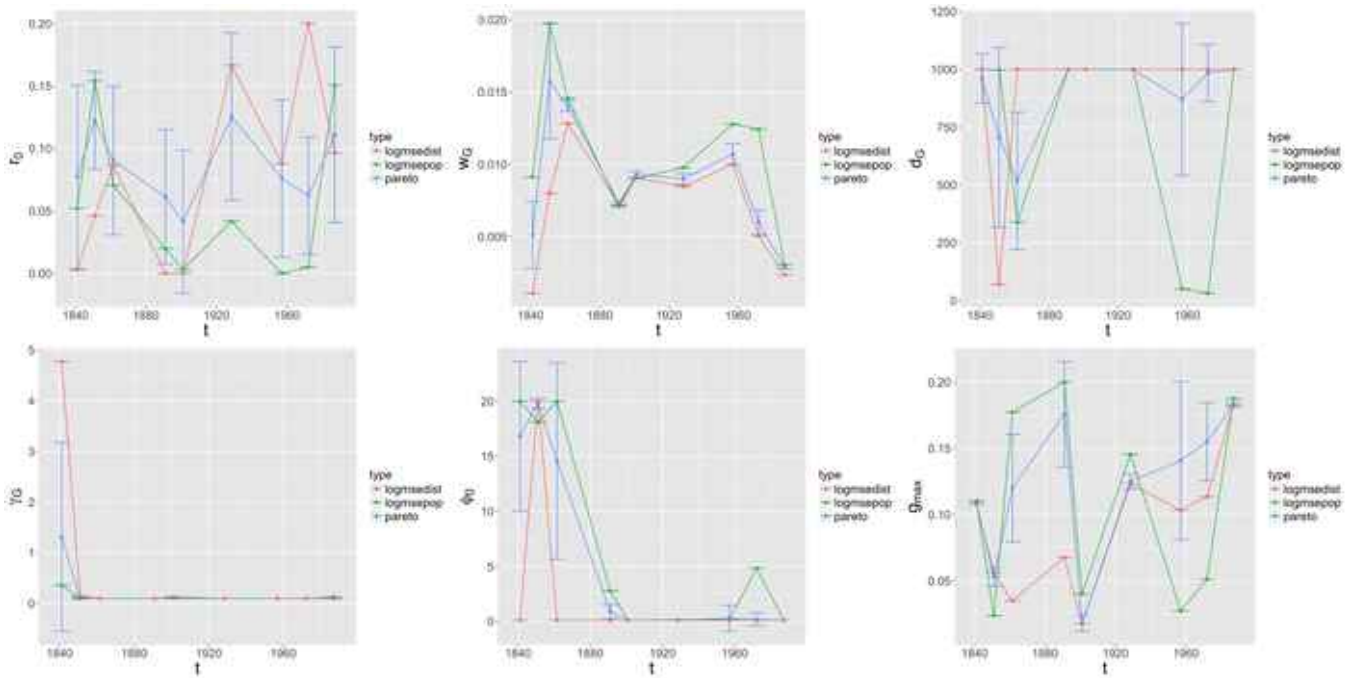 0.20
0.15
0.10
0.05
0.00
r0
1840 1880 1920 1960
t
type
logmsedist
logmsepop
pareto
0.020
0.015
0.010
0.005
wG
1840 1880 1920 1960
t
type
logmsedist
logmsepop
pareto
1250
1000
750
500
250
0
dG
1840 1880 1920 1960
t
type
logmsedist
logmsepop
pareto
5
4
3
2
1
0
γG
1840 1880 1920 1960
t
type
logmsedist
logmsepop
pareto
20
15
10
5
0
ϕ0
1840 1880 1920 1960
t
type
logmsedist
logmsepop
pareto
0.20
0.15
0.10
0.05
gmax
1840 1880 1920 1960
t
type
logmsedist
logmsepop
pareto